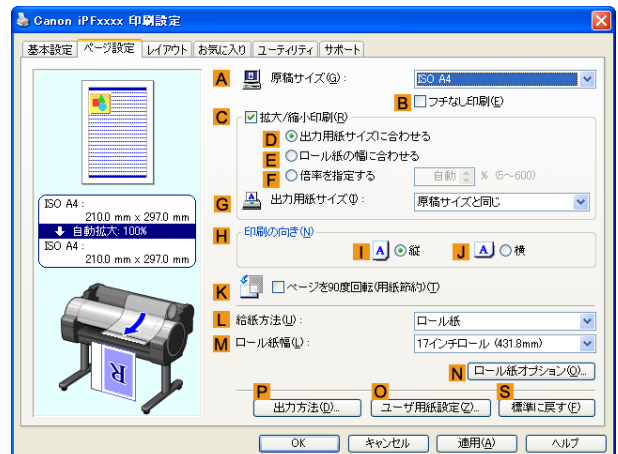 Canon iPFxxxx 印刷設定
基本設定 ページ設定 レイアウト お気に入り ユーティリティ サポート
A 原稿サイズ(G): ISO A4
B フチなし印刷(E)
C 拡大/縮小印刷(R)
D 出力用紙サイズに合わせる
E ロール紙の幅に合わせる
F 倍率を指定する 自動 % (5~600)
G 出力用紙サイズ(I): 原稿サイズと同じ
H 印刷の向き(N)
I A 縦 J A 横
K ページを90度回転(用紙節約)(T)
L 給紙方法(U): ロール紙
M ロール紙幅(L): 17インチロール (431.8mm)
N ロール紙オプション(O)...
P O S
出力方法(D)... ユーザ用紙設定(Z)... 標準に戻す(F)
ISO A4 :
210.0 mm x 297.0 mm
自動拡大: 100%
ISO A4 :
210.0 mm x 297.0 mm
R
OK キャンセル 適用(A) ヘルプ